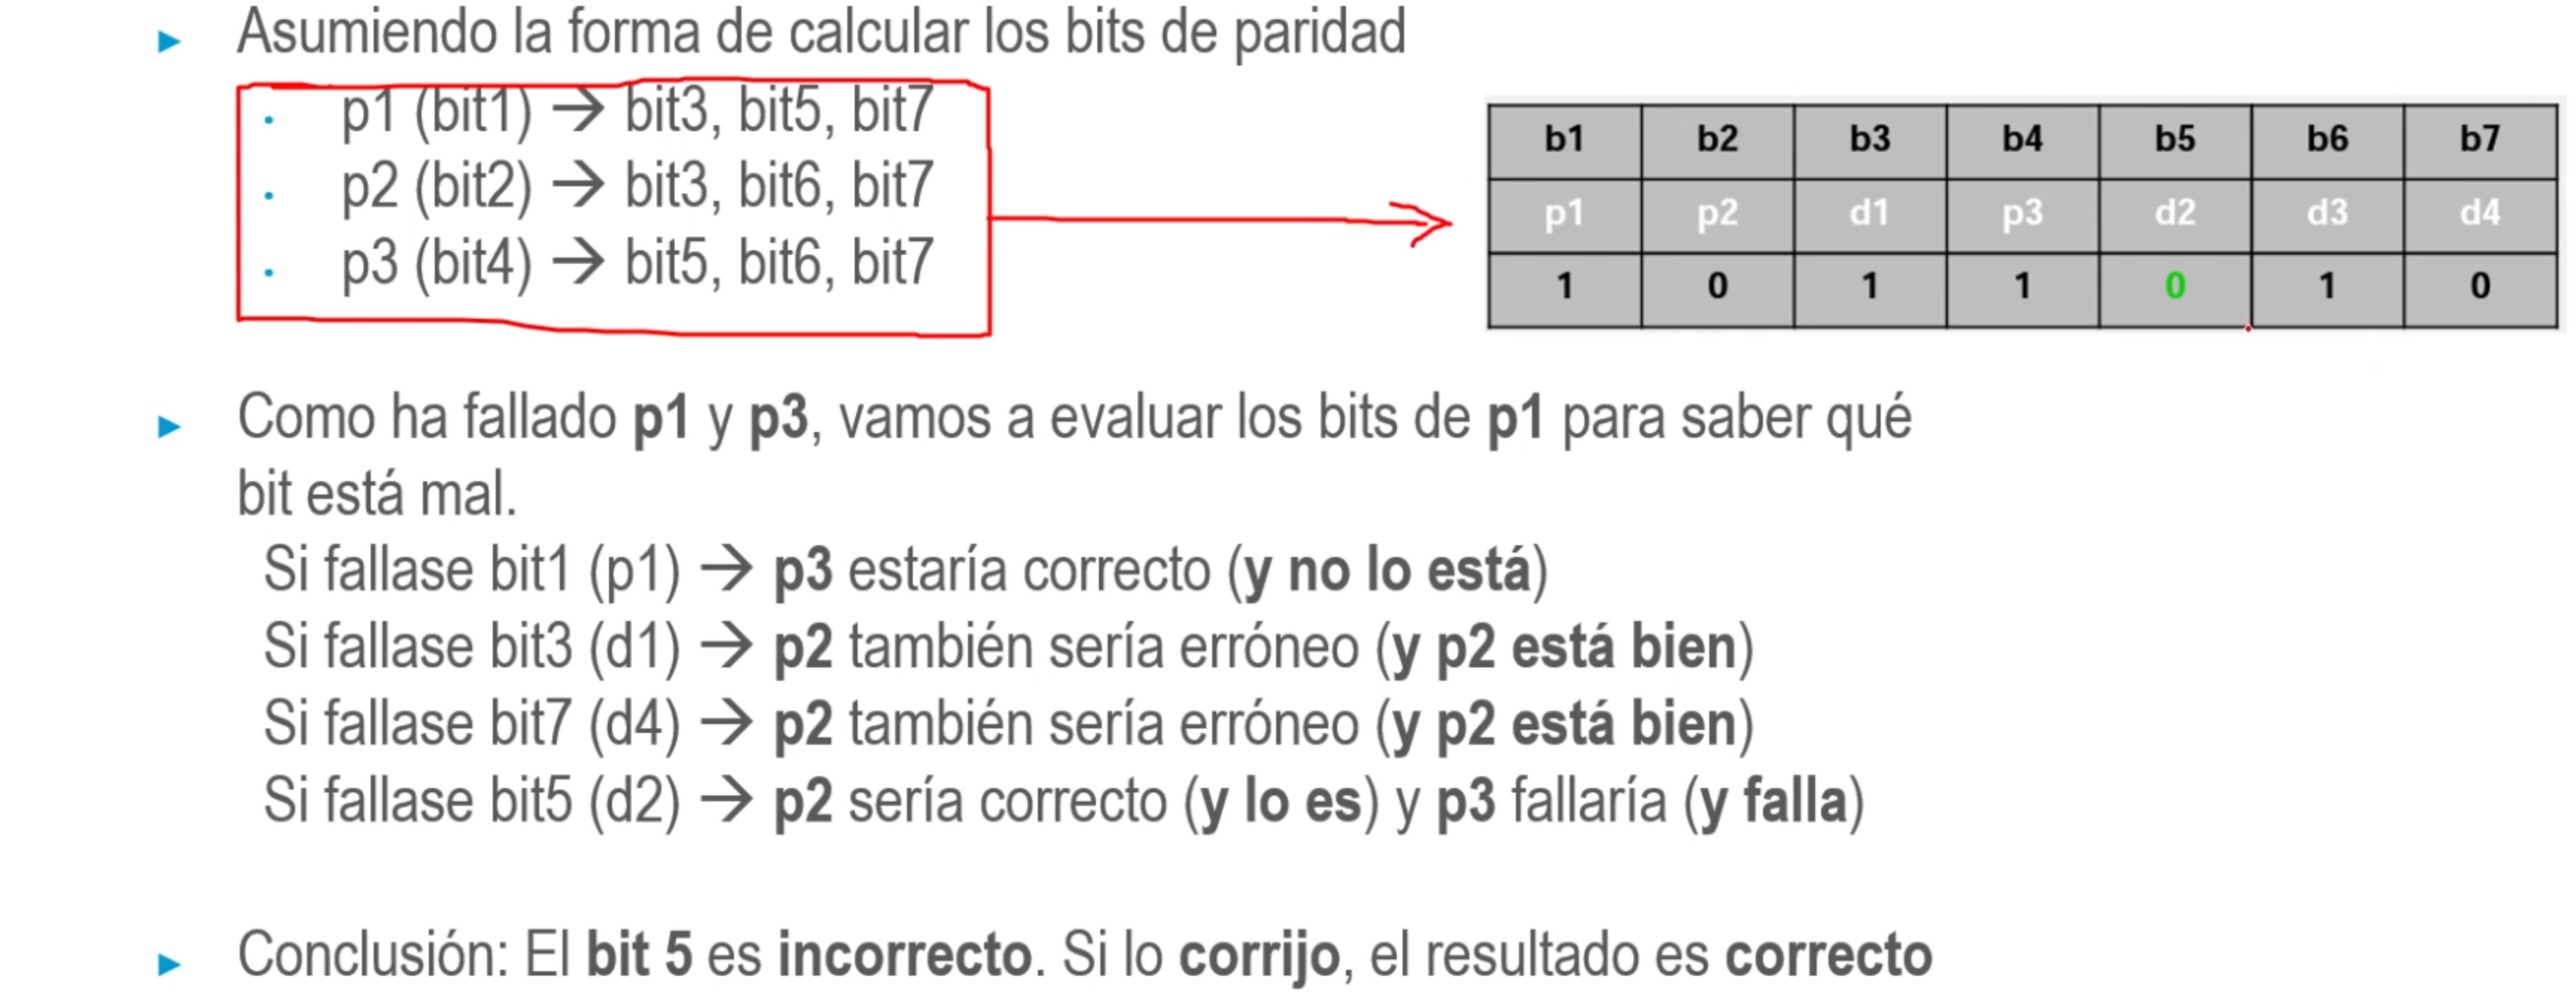 Asumiendo la forma de calcular los bits de paridad
p1 (bit1) → bit3, bit5, bit7
p2 (bit2) → bit3, bit6, bit7
p3 (bit4) → bit5, bit6, bit7
b1 b2 b3 b4 b5 b6 b7
p1 p2 d1 p3 d2 d3 d4
1 0 1 1 0 1 0
Como ha fallado p1 y p3, vamos a evaluar los bits de p1 para saber qué
bit está mal.
Si fallase bit1 (p1) → p3 estaría correcto (y no lo está)
Si fallase bit3 (d1) → p2 también sería erróneo (y p2 está bien)
Si fallase bit7 (d4) → p2 también sería erróneo (y p2 está bien)
Si fallase bit5 (d2) → p2 sería correcto (y lo es) y p3 fallaría (y falla)
Conclusión: El bit 5 es incorrecto. Si lo corrijo, el resultado es correcto